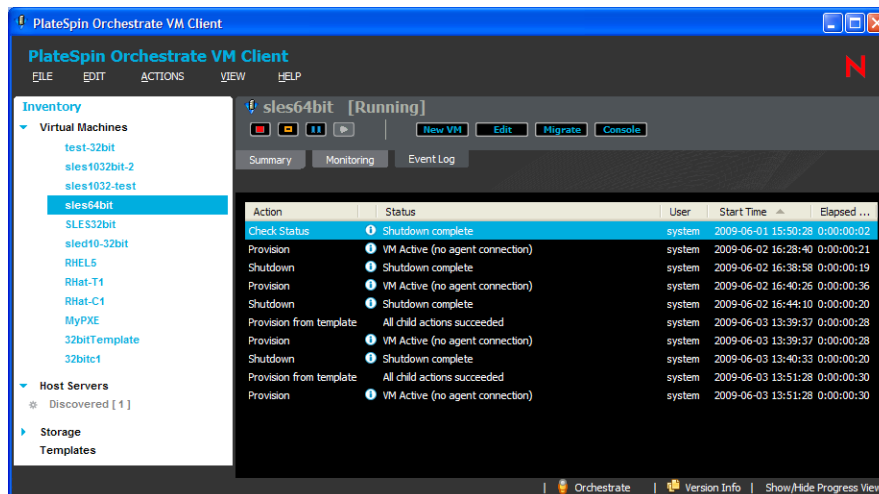 PlateSpin Orchestrate VM Client
PlateSpin Orchestrate VM Client
FILE EDIT ACTIONS VIEW HELP
N
Inventory
Virtual Machines
test-32bit
sles1032bit-2
sles1032-test
sles64bit
SLES32bit
sled10-32bit
RHEL5
RHat-T1
RHat-C1
MyPXE
32bitTemplate
32bitc1
Host Servers
Discovered [ 1 ]
Storage
Templates
sles64bit [Running]
New VM Edit Migrate Console
Summary Monitoring Event Log
Action Status User Start Time Elapsed ...
Check Status Shutdown complete system 2009-06-01 15:50:28 0:00:00:02
Provision VM Active (no agent connection) system 2009-06-02 16:28:40 0:00:00:21
Shutdown Shutdown complete system 2009-06-02 16:38:58 0:00:00:19
Provision VM Active (no agent connection) system 2009-06-02 16:40:26 0:00:00:36
Shutdown Shutdown complete system 2009-06-02 16:44:10 0:00:00:20
Provision from template All child actions succeeded system 2009-06-03 13:39:37 0:00:00:28
Provision VM Active (no agent connection) system 2009-06-03 13:39:37 0:00:00:28
Shutdown Shutdown complete system 2009-06-03 13:40:33 0:00:00:20
Provision from template All child actions succeeded system 2009-06-03 13:51:28 0:00:00:30
Provision VM Active (no agent connection) system 2009-06-03 13:51:28 0:00:00:30
| Orchestrate | Version Info | Show/Hide Progress View